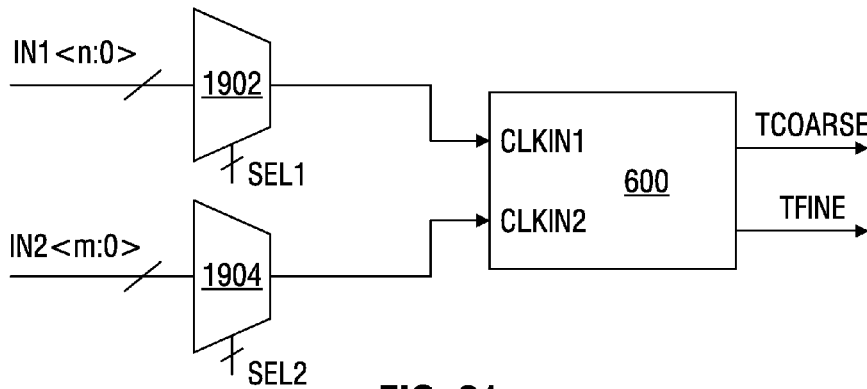 IN1<n:0>
1902
SEL1
CLKIN1
TCOARSE
600
CLKIN2
TFINE
IN2<m:0>
1904
SEL2